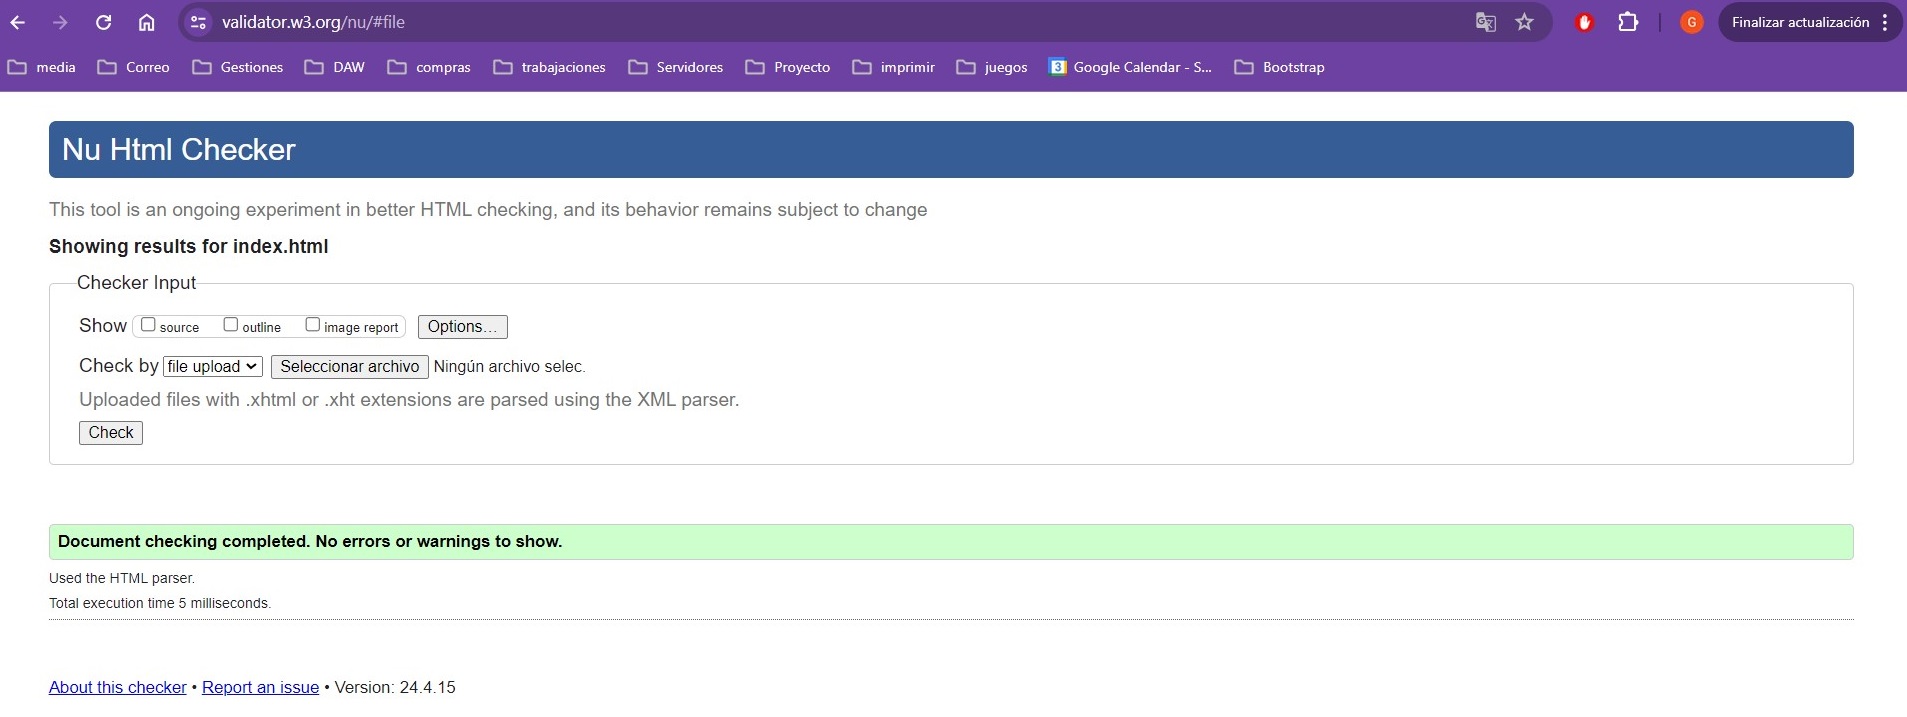 validator.w3.org/nu/#file
G
Finalizar actualización
media Correo Gestiones DAW compras trabajaciones Servidores Proyecto imprimir juegos 3 Google Calendar - S... Bootstrap
Nu Html Checker
This tool is an ongoing experiment in better HTML checking, and its behavior remains subject to change
Showing results for index.html
Checker Input
Show source outline image report Options...
Check by file upload Seleccionar archivo Ningún archivo selec.
Uploaded files with .xhtml or .xht extensions are parsed using the XML parser.
Check
Document checking completed. No errors or warnings to show.
Used the HTML parser.
Total execution time 5 milliseconds.
About this checker • Report an issue • Version: 24.4.15